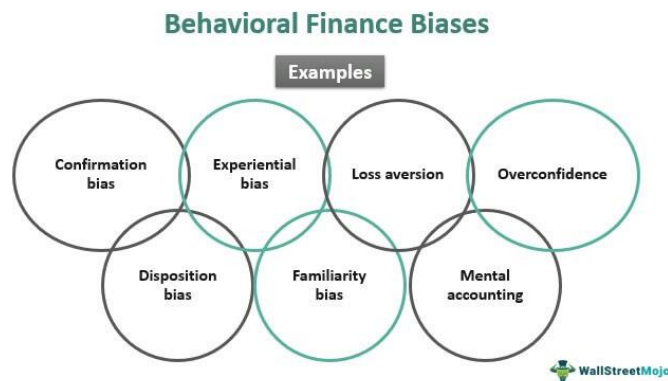 Behavioral Finance Biases
Examples
Confirmation
bias
Experiential
bias
Loss aversion
Overconfidence
Disposition
bias
Familiarity
bias
Mental
accounting
WallStreetMojo